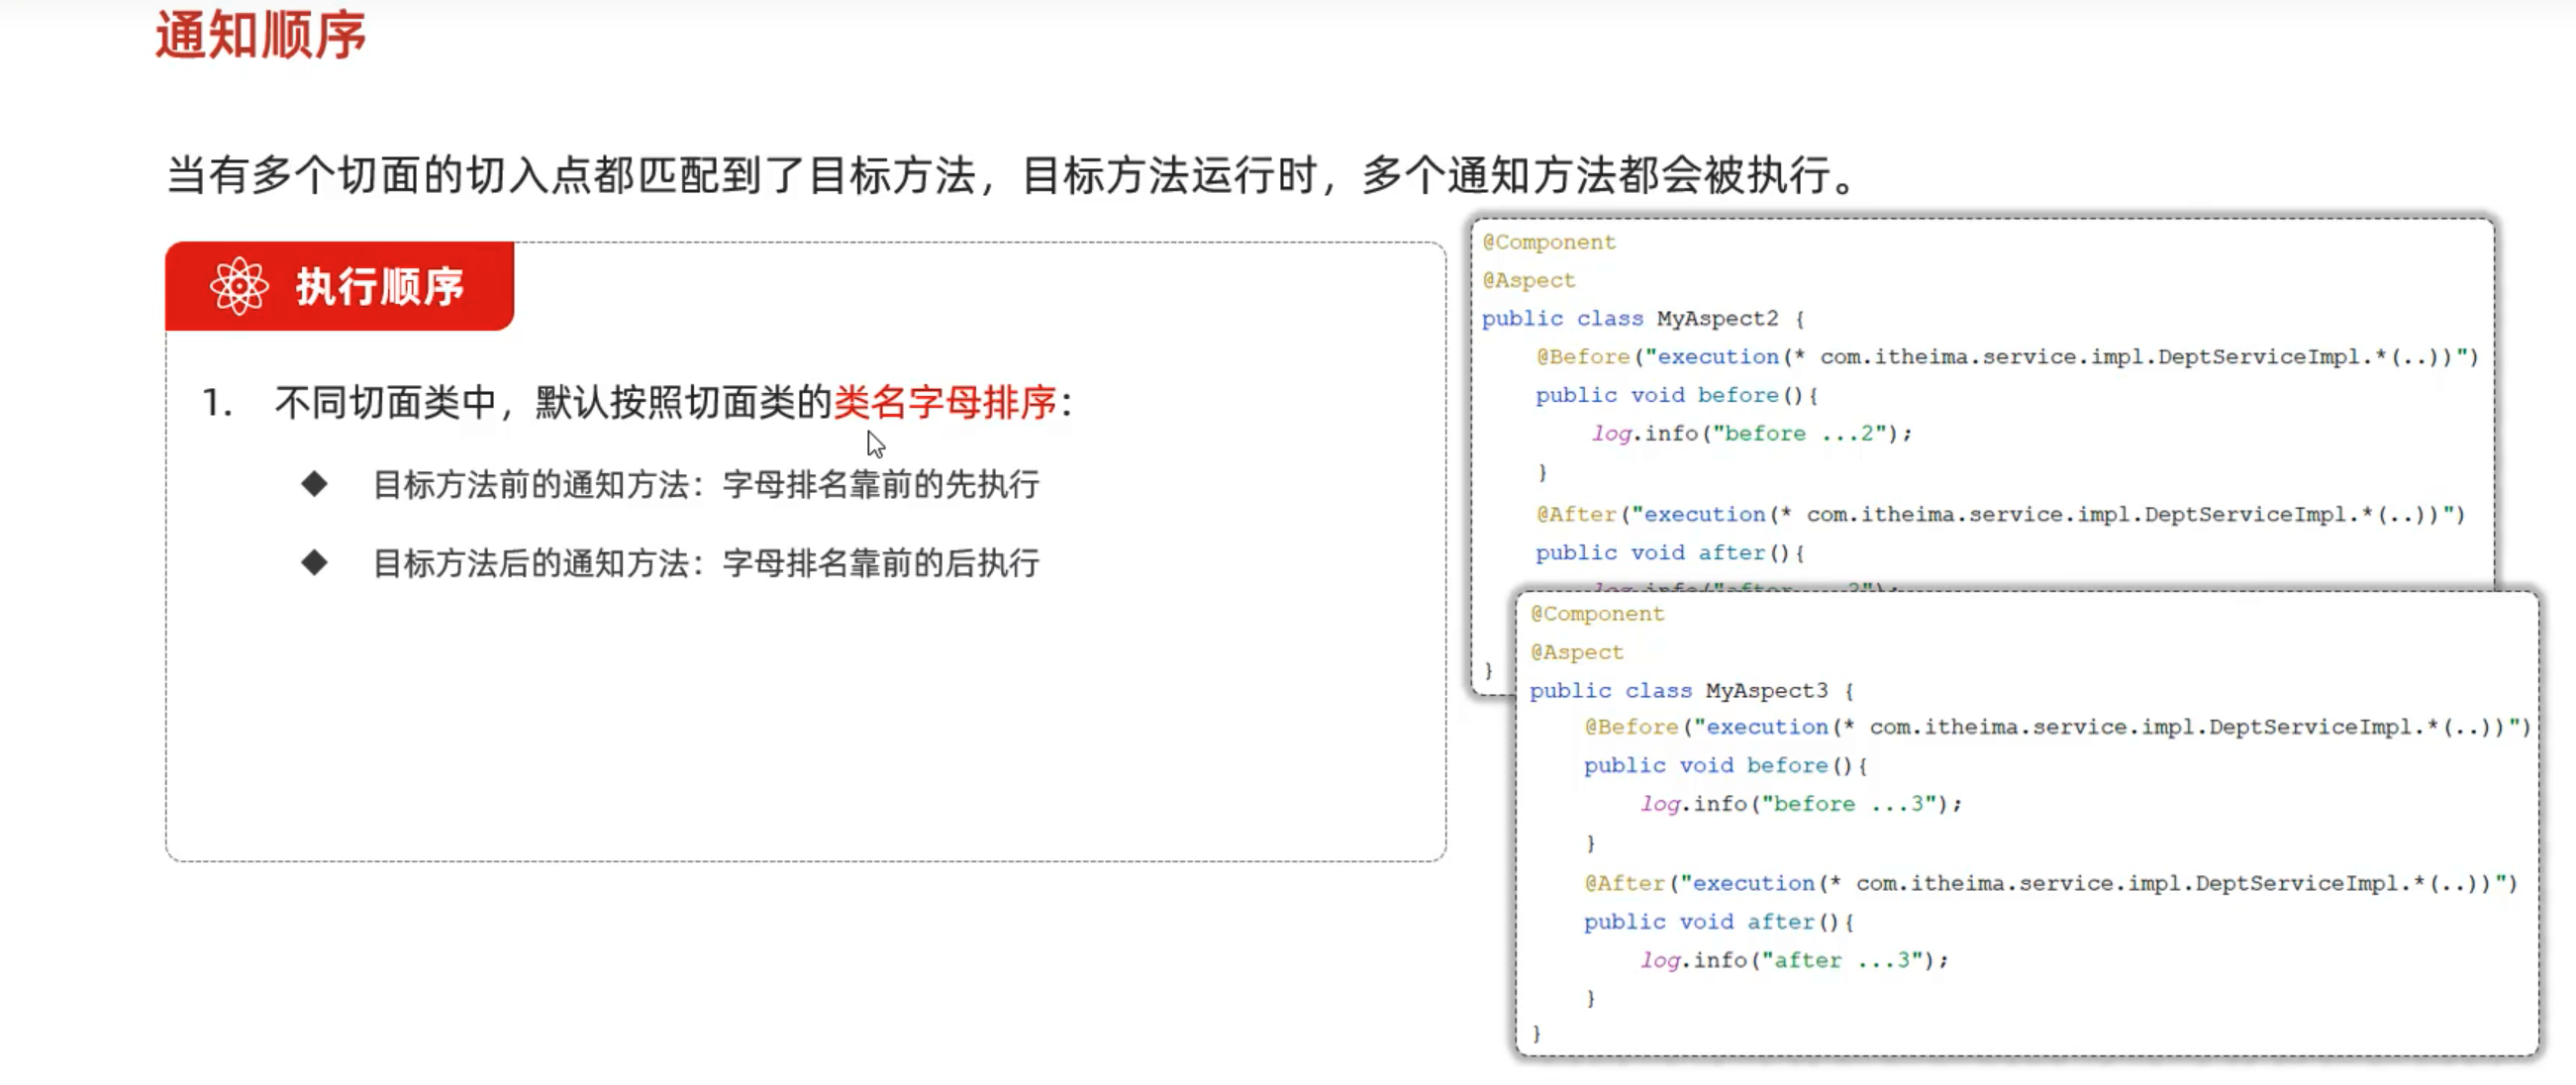 通知顺序
当有多个切面的切入点都匹配到了目标方法，目标方法运行时，多个通知方法都会被执行。
执行顺序
1. 不同切面类中，默认按照切面类的类名字母排序：
◆ 目标方法前的通知方法：字母排名靠前的先执行
◆ 目标方法后的通知方法：字母排名靠前的后执行
@Component
@Aspect
public class MyAspect2 {
@Before("execution(* com.itheima.service.impl.DeptServiceImpl.*(..))")
public void before(){
log.info("before ...2");
}
@After("execution(* com.itheima.service.impl.DeptServiceImpl.*(..))")
public void after(){
log.info("after ...2");
}
@Component
@Aspect
public class MyAspect3 {
@Before("execution(* com.itheima.service.impl.DeptServiceImpl.*(..))")
public void before(){
log.info("before ...3");
}
@After("execution(* com.itheima.service.impl.DeptServiceImpl.*(..))")
public void after(){
log.info("after ...3");
}
}